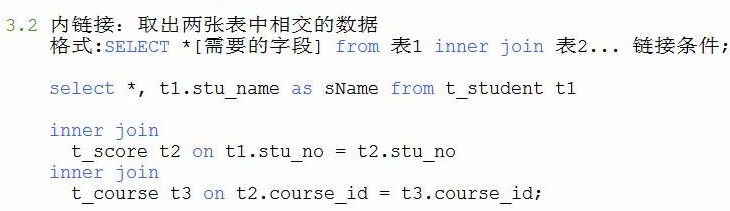 3.2 内链接：取出两张表中相交的数据
格式:SELECT *[需要的字段] from 表1 inner join 表2... 链接条件;
select *, t1.stu_name as sName from t_student t1
inner join
t_score t2 on t1.stu_no = t2.stu_no
inner join
t_course t3 on t2.course_id = t3.course_id;